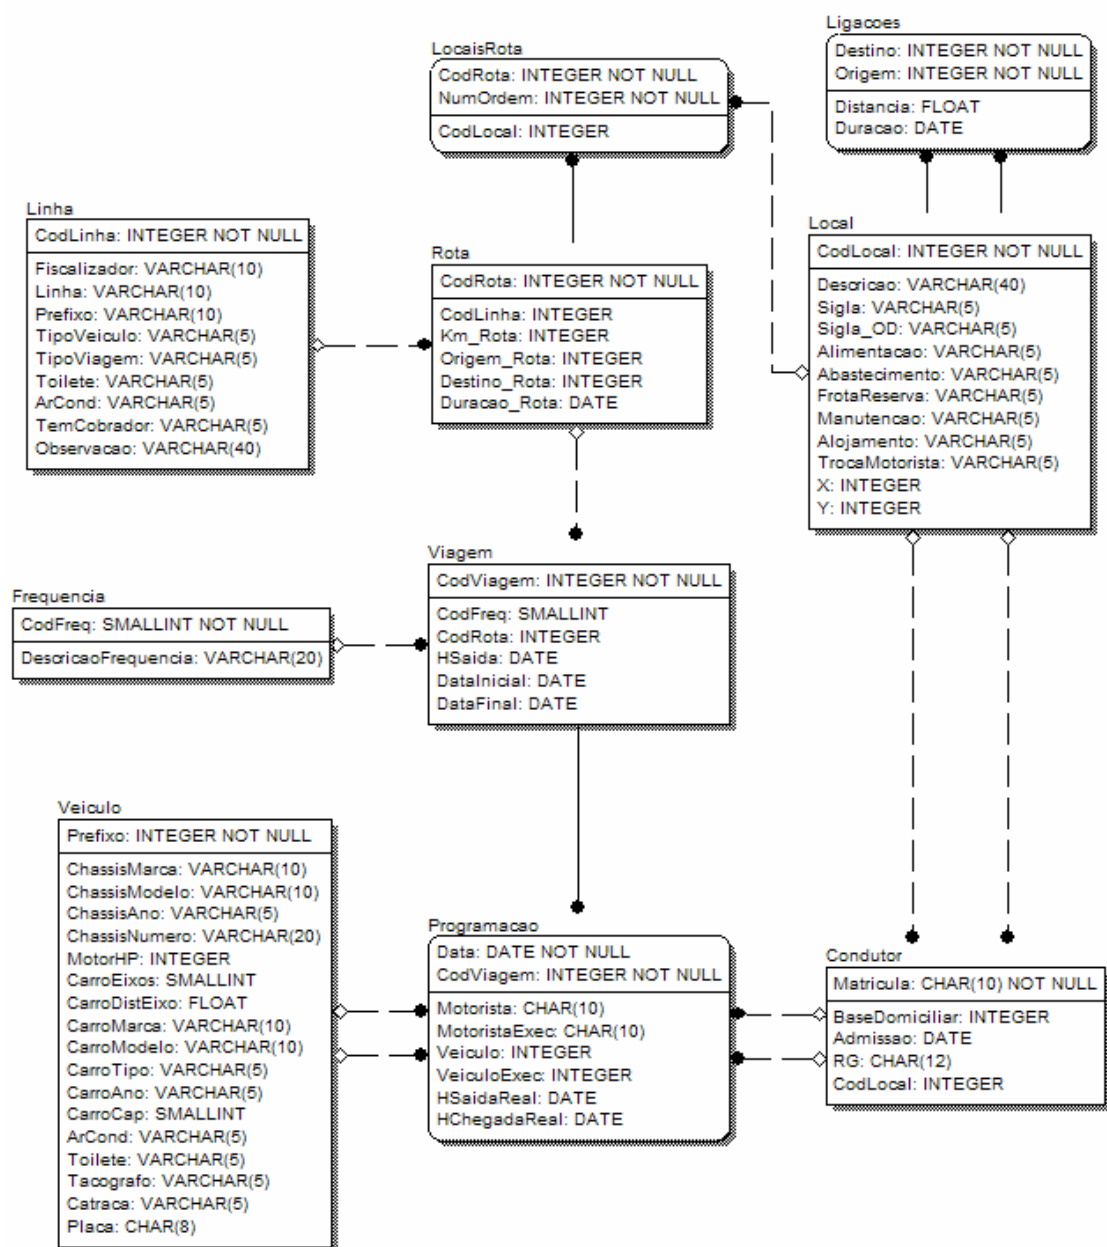 Ligacoes
Destino: INTEGER NOT NULL
Origem: INTEGER NOT NULL
Distancia: FLOAT
Duracao: DATE
LocaisRota
CodRota: INTEGER NOT NULL
NumOrdem: INTEGER NOT NULL
CodLocal: INTEGER
Linha
CodLinha: INTEGER NOT NULL
Fiscalizador: VARCHAR(10)
Linha: VARCHAR(10)
Prefixo: VARCHAR(10)
TipoVeiculo: VARCHAR(5)
TipoViagem: VARCHAR(5)
Toilete: VARCHAR(5)
ArCond: VARCHAR(5)
TemCobrador: VARCHAR(5)
Observacao: VARCHAR(40)
Rota
CodRota: INTEGER NOT NULL
CodLinha: INTEGER
Km_Rota: INTEGER
Origem_Rota: INTEGER
Destino_Rota: INTEGER
Duracao_Rota: DATE
Local
CodLocal: INTEGER NOT NULL
Descricao: VARCHAR(40)
Sigla: VARCHAR(5)
Sigla_OD: VARCHAR(5)
Alimentacao: VARCHAR(5)
Abastecimento: VARCHAR(5)
FrotaReserva: VARCHAR(5)
Manutencao: VARCHAR(5)
Alojamento: VARCHAR(5)
TrocaMotorista: VARCHAR(5)
X: INTEGER
Y: INTEGER
Frequencia
CodFreq: SMALLINT NOT NULL
DescricaoFrequencia: VARCHAR(20)
Viagem
CodViagem: INTEGER NOT NULL
CodFreq: SMALLINT
CodRota: INTEGER
HSaida: DATE
DataInicial: DATE
DataFinal: DATE
Veiculo
Prefixo: INTEGER NOT NULL
ChassisMarca: VARCHAR(10)
ChassisModelo: VARCHAR(10)
ChassisAno: VARCHAR(5)
ChassisNumero: VARCHAR(20)
MotorHP: INTEGER
CarroEixos: SMALLINT
CarroDistEixo: FLOAT
CarroMarca: VARCHAR(10)
CarroModelo: VARCHAR(10)
CarroTipo: VARCHAR(5)
CarroAno: VARCHAR(5)
CarroCap: SMALLINT
ArCond: VARCHAR(5)
Toilete: VARCHAR(5)
Tacografo: VARCHAR(5)
Catraca: VARCHAR(5)
Placa: CHAR(8)
Programacao
Data: DATE NOT NULL
CodViagem: INTEGER NOT NULL
Motorista: CHAR(10)
MotoristaExec: CHAR(10)
Veiculo: INTEGER
VeiculoExec: INTEGER
HSaidaReal: DATE
HChegadaReal: DATE
Condutor
Matricula: CHAR(10) NOT NULL
BaseDomiciliar: INTEGER
Admissao: DATE
RG: CHAR(12)
CodLocal: INTEGER